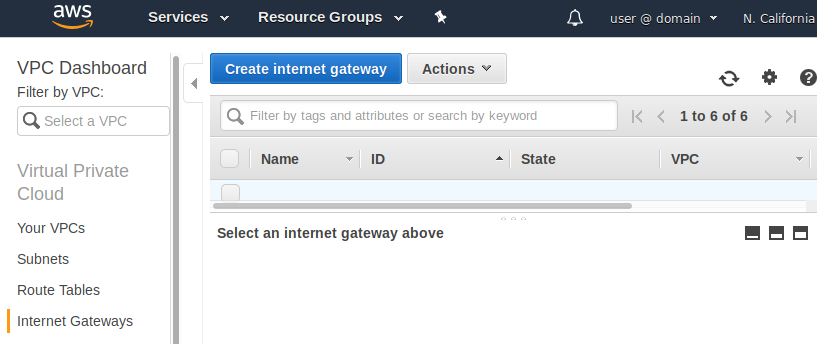 aws
Services
Resource Groups
user @ domain
N. California
VPC Dashboard
Filter by VPC:
Select a VPC
Virtual Private
Cloud
Your VPCs
Subnets
Route Tables
Internet Gateways
Create internet gateway
Actions
Filter by tags and attributes or search by keyword
1 to 6 of 6
Name ID State VPC
Select an internet gateway above